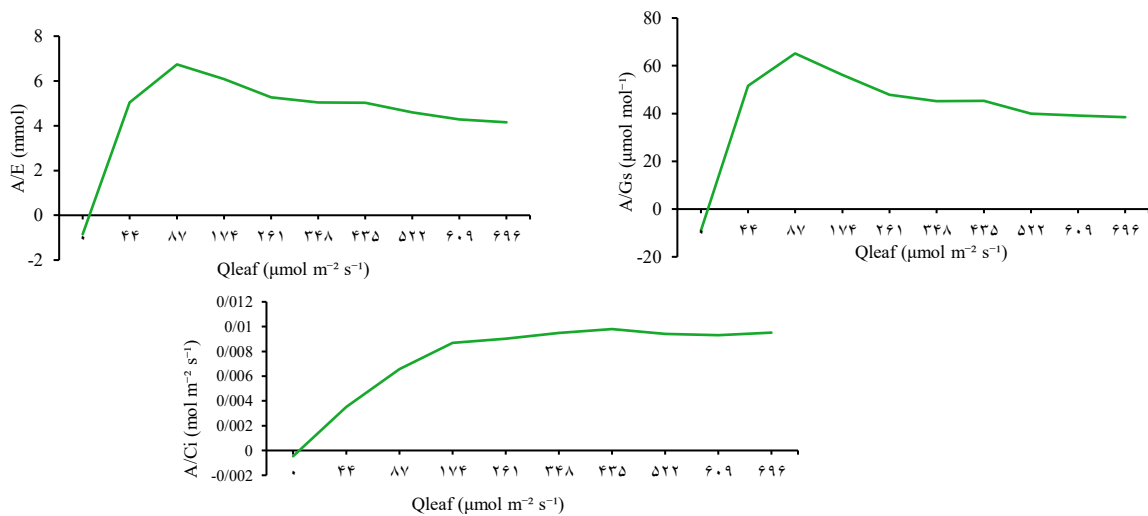 8
6
4
2
0
-2
A/E (mmol)
۰ ۴۴ ۸۷ ۱۷۴ ۲۶۱ ۳۴۸ ۴۳۵ ۵۲۲ ۶۰۹ ۶۹۶
Qleaf (µmol m⁻² s⁻¹)
80
60
40
20
0
-20
A/Gs (µmol mol⁻¹)
۰ ۴۴ ۸۷ ۱۷۴ ۲۶۱ ۳۴۸ ۴۳۵ ۵۲۲ ۶۰۹ ۶۹۶
Qleaf (µmol m⁻² s⁻¹)
0/012
0/01
0/008
0/006
0/004
0/002
0
-0/002
A/Ci (mol m⁻² s⁻¹)
۰ ۴۴ ۸۷ ۱۷۴ ۲۶۱ ۳۴۸ ۴۳۵ ۵۲۲ ۶۰۹ ۶۹۶
Qleaf (µmol m⁻² s⁻¹)